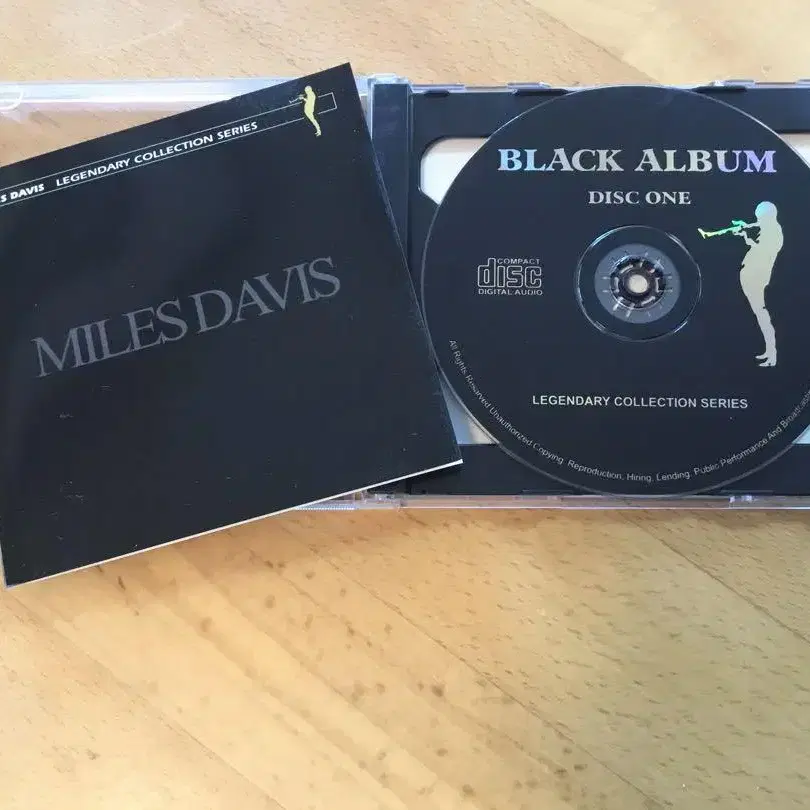 S DAVIS LEGENDARY COLLECTION SERIES
MILES DAVIS
BLACK ALBUM
DISC ONE
COMPACT
disc
DIGITAL AUDIO
LEGENDARY COLLECTION SERIES
All Rights Reserved Unauthorized Copying. Reproduction, Hiring, Lending. Public Performance And Broadcasting